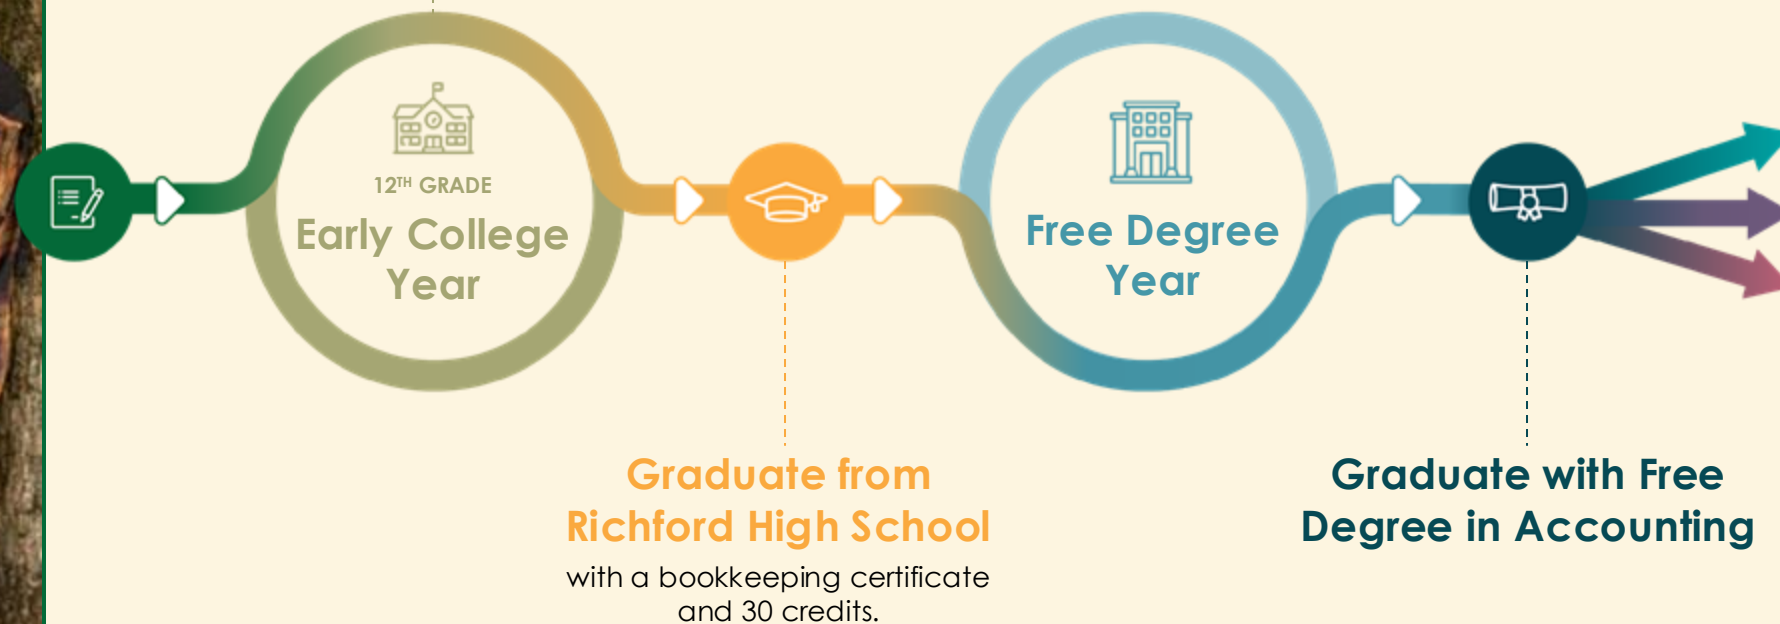 12TH GRADE
Early College
Year
Free Degree
Year
Graduate from
Richford High School
with a bookkeeping certificate
and 30 credits.
Graduate with Free
Degree in Accounting